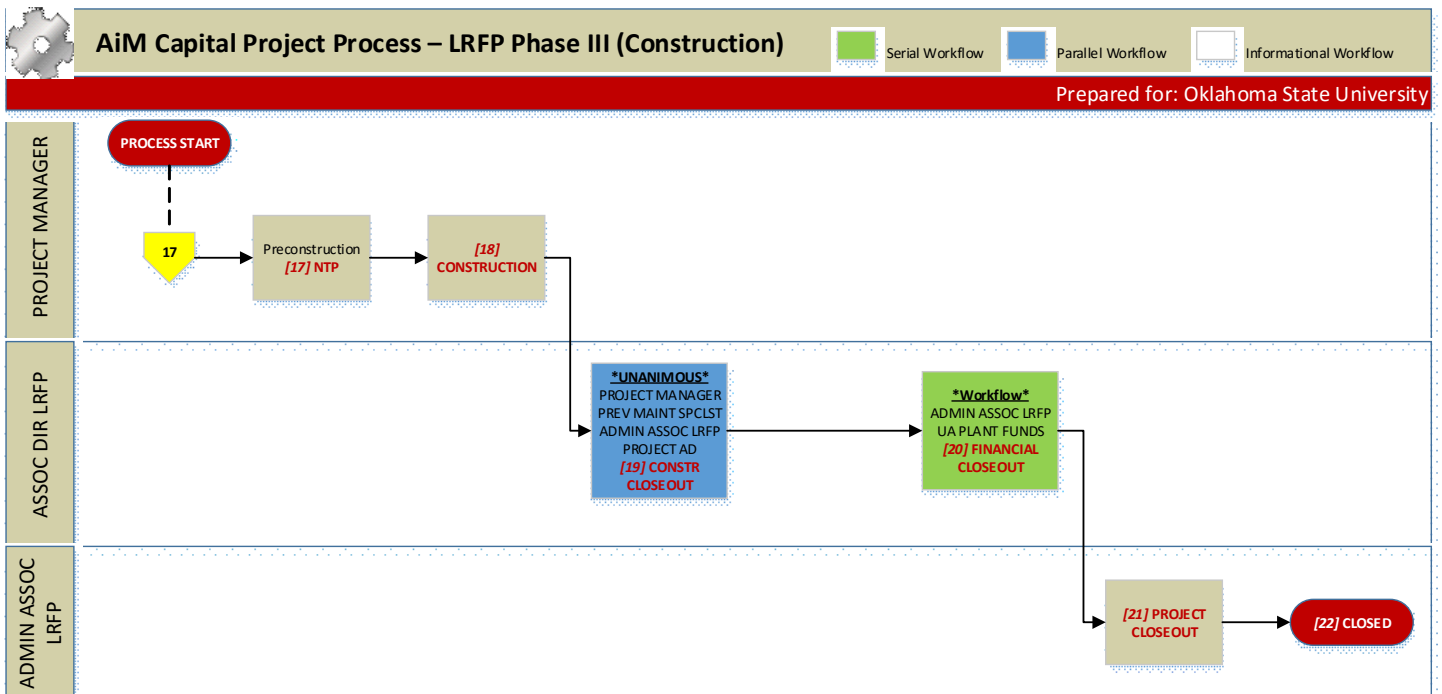 AiM Capital Project Process – LRFP Phase III (Construction)
Serial Workflow
Parallel Workflow
Informational Workflow
Prepared for: Oklahoma State University
PROJECT MANAGER
PROCESS START
17
Preconstruction
[17] NTP
[18]
CONSTRUCTION
ASSOC DIR LRFP
*UNANIMOUS*
PROJECT MANAGER
PREV MAINT SPCLST
ADMIN ASSOC LRFP
PROJECT AD
[19] CONSTR
CLOSEOUT
*Workflow*
ADMIN ASSOC LRFP
UA PLANT FUNDS
[20] FINANCIAL
CLOSEOUT
ADMIN ASSOC
LRFP
[21] PROJECT
CLOSEOUT
[22] CLOSED